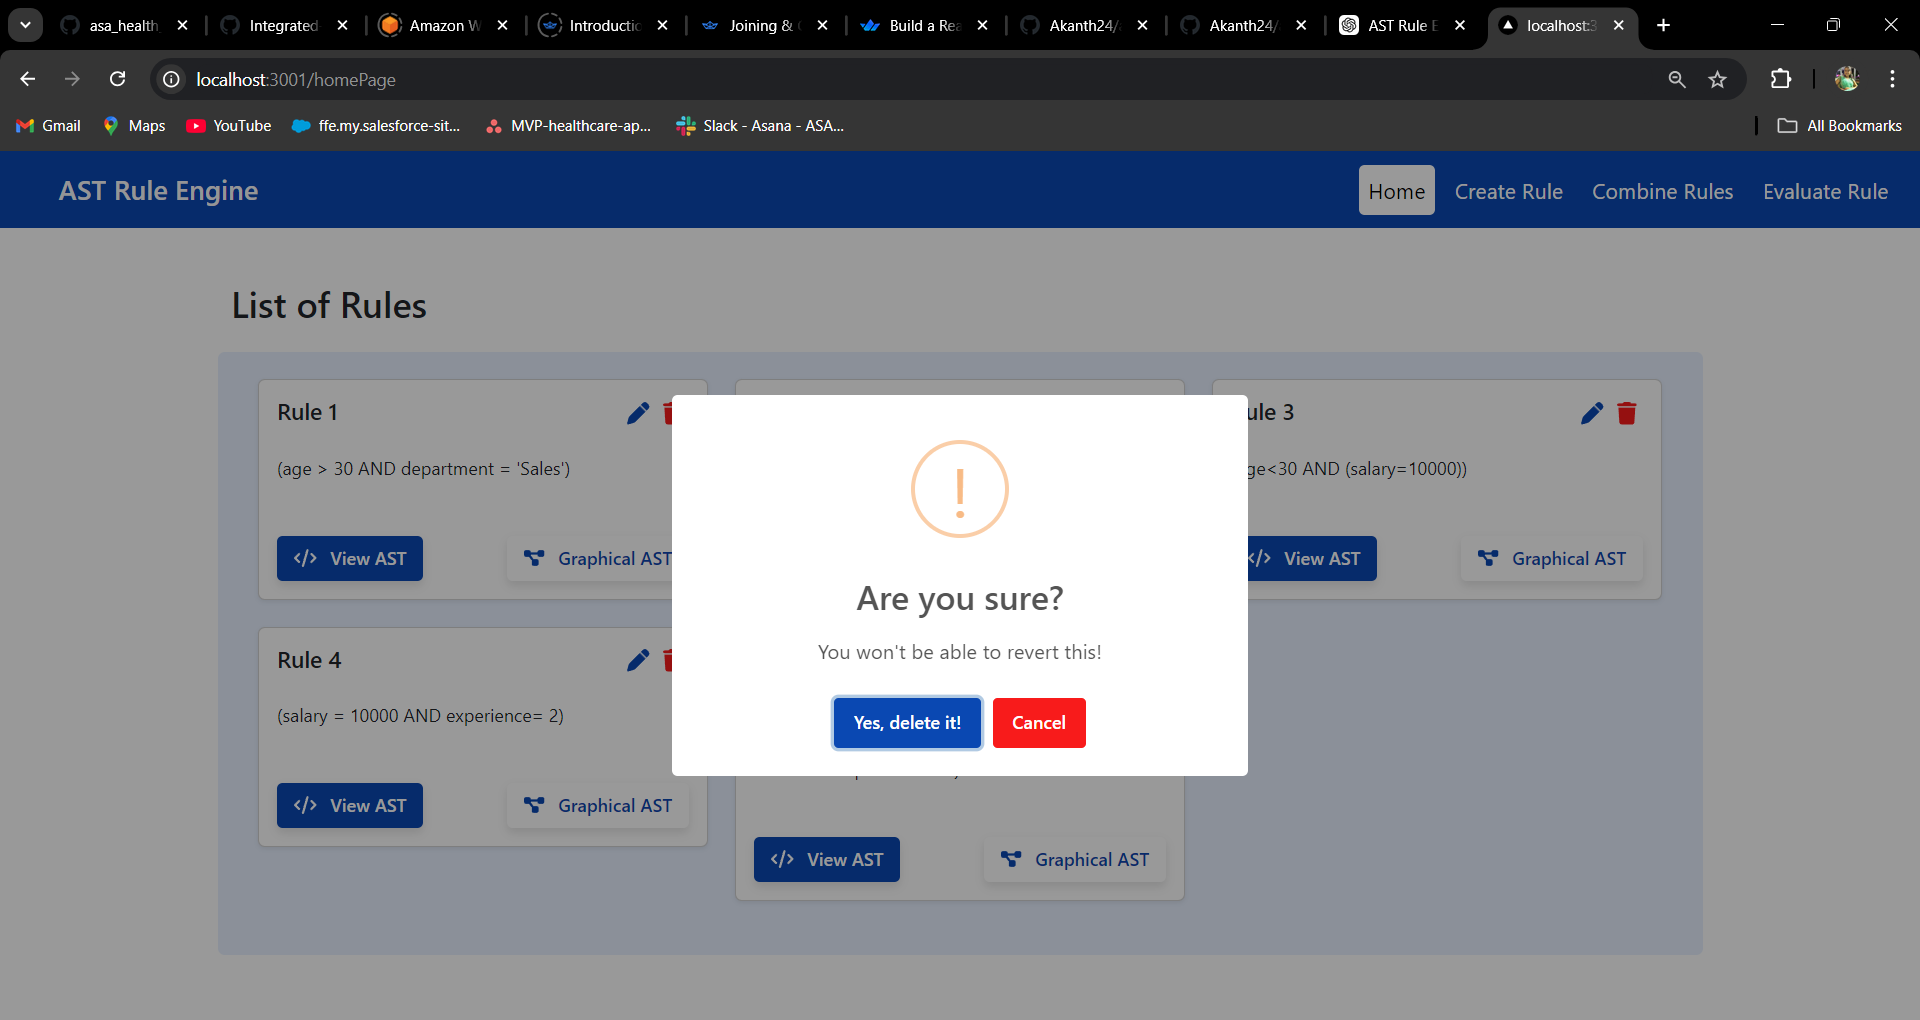 asa_health
Integrated
Amazon W
Introductio
Joining &
Build a Rea
Akanth24/
Akanth24/
AST Rule E
localhost:3
localhost:3001/homePage
Gmail
Maps
YouTube
ffe.my.salesforce-sit...
MVP-healthcare-ap...
Slack - Asana - ASA...
All Bookmarks
AST Rule Engine
Home
Create Rule
Combine Rules
Evaluate Rule
List of Rules
Rule 1
(age > 30 AND department = 'Sales')
</> View AST
Graphical AST
ule 3
ge<30 AND (salary=10000))
</> View AST
Graphical AST
Rule 4
(salary = 10000 AND experience= 2)
</> View AST
Graphical AST
</> View AST
Graphical AST
!
Are you sure?
You won't be able to revert this!
Yes, delete it!
Cancel